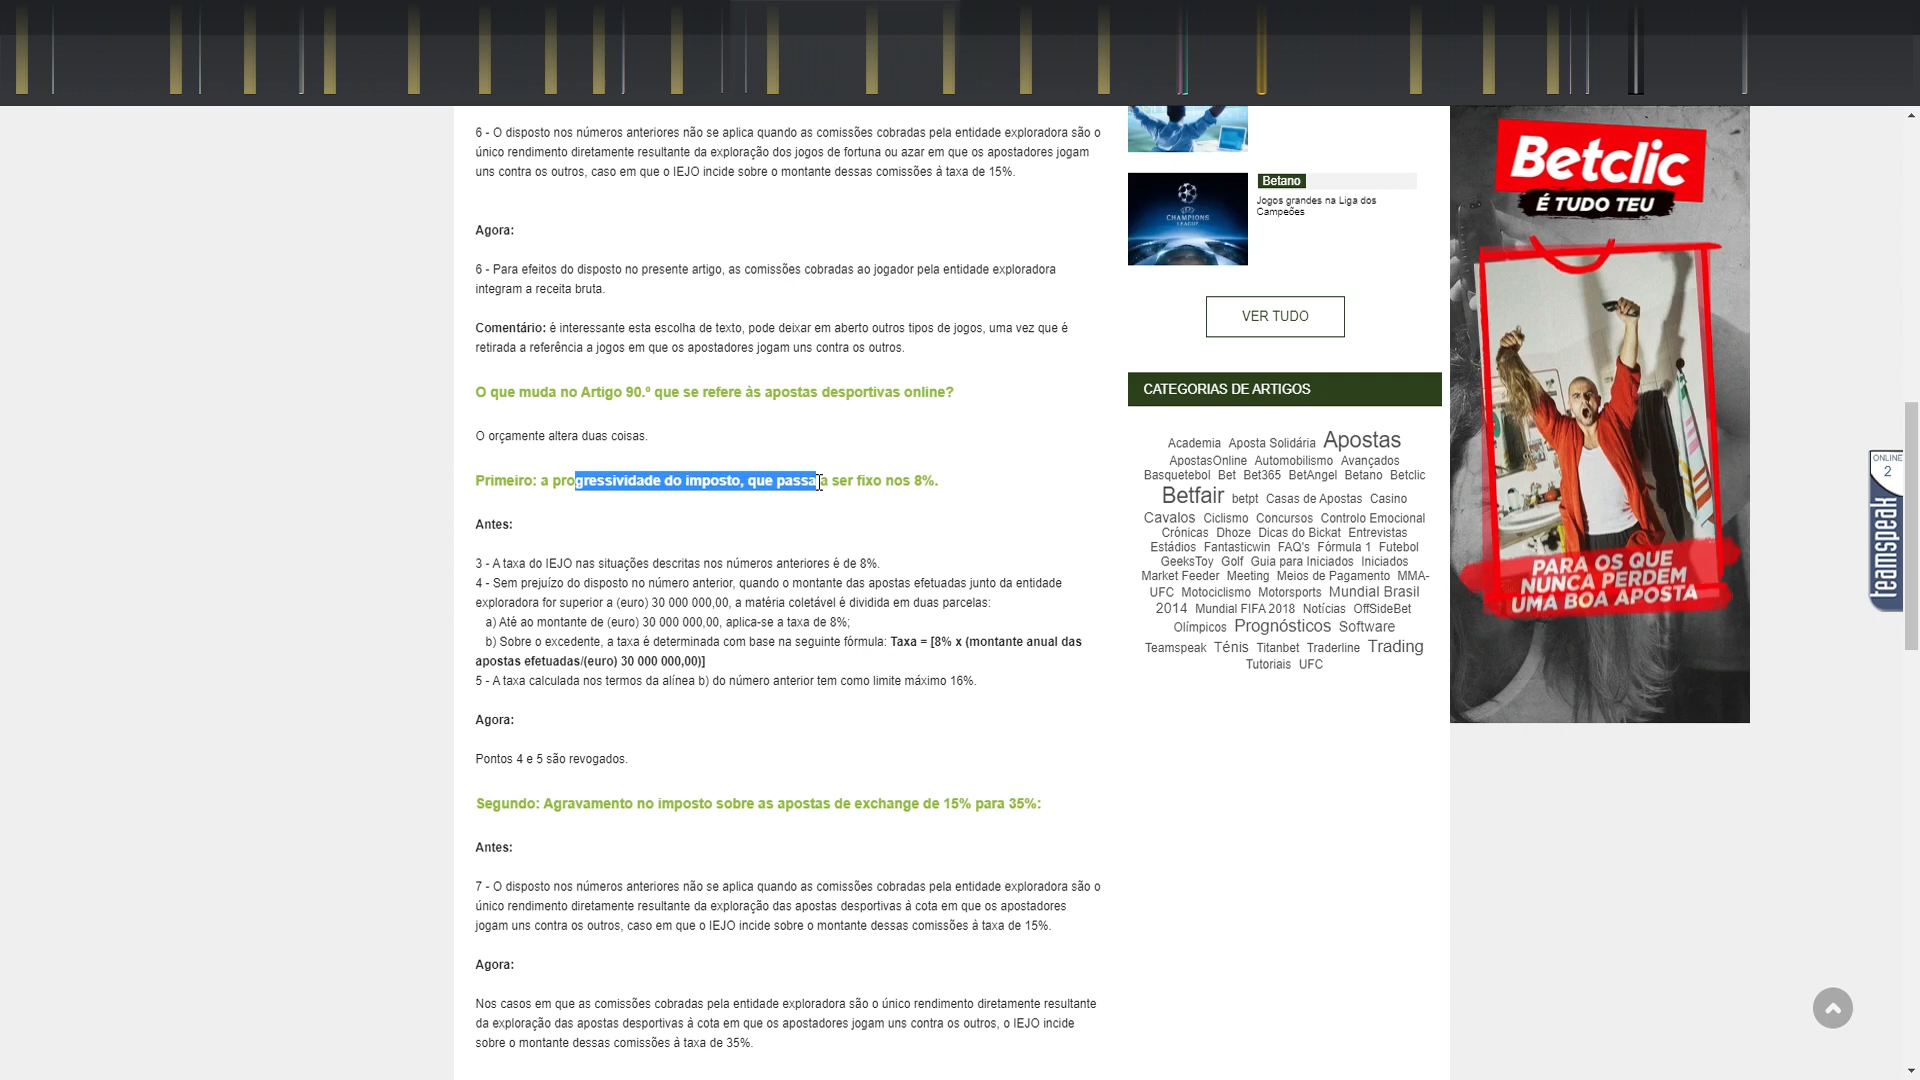 6 - O disposto nos números anteriores não se aplica quando as comissões cobradas pela entidade exploradora são o
único rendimento diretamente resultante da exploração dos jogos de fortuna ou azar em que os apostadores jogam
uns contra os outros, caso em que o IEJO incide sobre o montante dessas comissões à taxa de 15%.
Agora:
6 - Para efeitos do disposto no presente artigo, as comissões cobradas ao jogador pela entidade exploradora
integram a receita bruta.
Comentário: é interessante esta escolha de texto, pode deixar em aberto outros tipos de jogos, uma vez que é
retirada a referência a jogos em que os apostadores jogam uns contra os outros.
O que muda no Artigo 90.º que se refere às apostas desportivas online?
O orçamente altera duas coisas.
Primeiro: a progressividade do imposto, que passa a ser fixo nos 8%.
Antes:
3 - A taxa do IEJO nas situações descritas nos números anteriores é de 8%.
4 - Sem prejuízo do disposto no número anterior, quando o montante das apostas efetuadas junto da entidade
exploradora for superior a (euro) 30 000 000,00, a matéria coletável é dividida em duas parcelas:
a) Até ao montante de (euro) 30 000 000,00, aplica-se a taxa de 8%;
b) Sobre o excedente, a taxa é determinada com base na seguinte fórmula: Taxa = [8% x (montante anual das
apostas efetuadas/(euro) 30 000 000,00)]
5 - A taxa calculada nos termos da alínea b) do número anterior tem como limite máximo 16%.
Agora:
Pontos 4 e 5 são revogados.
Segundo: Agravamento no imposto sobre as apostas de exchange de 15% para 35%:
Antes:
7 - O disposto nos números anteriores não se aplica quando as comissões cobradas pela entidade exploradora são o
único rendimento diretamente resultante da exploração das apostas desportivas à cota em que os apostadores
jogam uns contra os outros, caso em que o IEJO incide sobre o montante dessas comissões à taxa de 15%.
Agora:
Nos casos em que as comissões cobradas pela entidade exploradora são o único rendimento diretamente resultante
da exploração das apostas desportivas à cota em que os apostadores jogam uns contra os outros, o IEJO incide
sobre o montante dessas comissões à taxa de 35%.
CHAMPIONS
LEAGUE
Betano
Jogos grandes na Liga dos
Campeões
VER TUDO
CATEGORIAS DE ARTIGOS
Academia Aposta Solidária Apostas
ApostasOnline Automobilismo Avançados
Basquetebol Bet Bet365 BetAngel Betano Betclic
Betfair betpt Casas de Apostas Casino
Cavalos Ciclismo Concursos Controlo Emocional
Crónicas Dhoze Dicas do Bickat Entrevistas
Estádios Fantasticwin FAQ's Fórmula 1 Futebol
GeeksToy Golf Guia para Iniciados Iniciados
Market Feeder Meeting Meios de Pagamento MMA-
UFC Motociclismo Motorsports Mundial Brasil
2014 Mundial FIFA 2018 Notícias OffSideBet
Olímpicos Prognósticos Software
Teamspeak Ténis Titanbet Traderline Trading
Tutoriais UFC
Betclic
É TUDO TEU
PARA OS QUE
NUNCA PERDEM
UMA BOA APOSTA
ONLINE
2
teamspeak